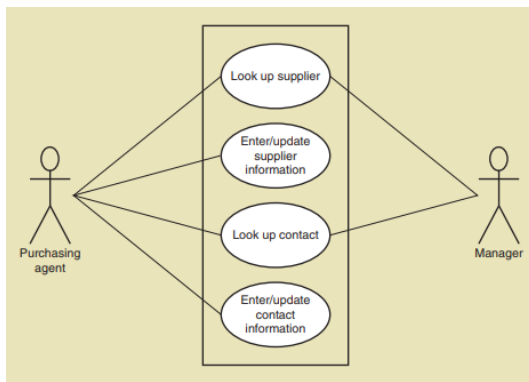 Look up supplier
Enter/update
supplier
information
Look up contact
Enter/update
contact
information
Purchasing
agent
Manager